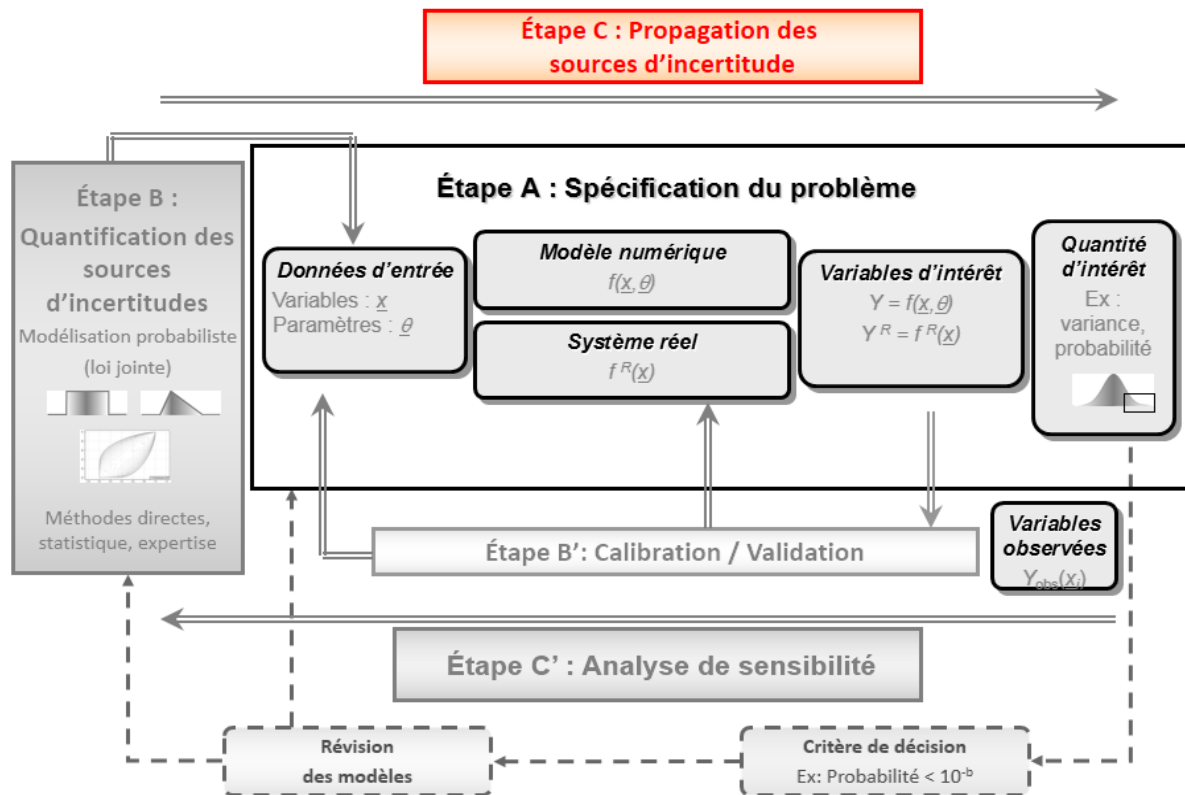 Étape C : Propagation des
sources d'incertitude
Étape B :
Quantification des
sources
d'incertitudes
Modélisation probabiliste
(loi jointe)
Méthodes directes,
statistique, expertise
Étape A : Spécification du problème
Données d'entrée
Variables : x
Paramètres : θ
Modèle numérique
f(x,θ)
Système réel
f R(x)
Variables d'intérêt
Y = f(x,θ)
Y R = f R(x)
Quantité
d'intérêt
Ex :
variance,
probabilité
Étape B': Calibration / Validation
Variables
observées
Yobs(xi)
Étape C' : Analyse de sensibilité
Révision
des modèles
Critère de décision
Ex: Probabilité < 10-b